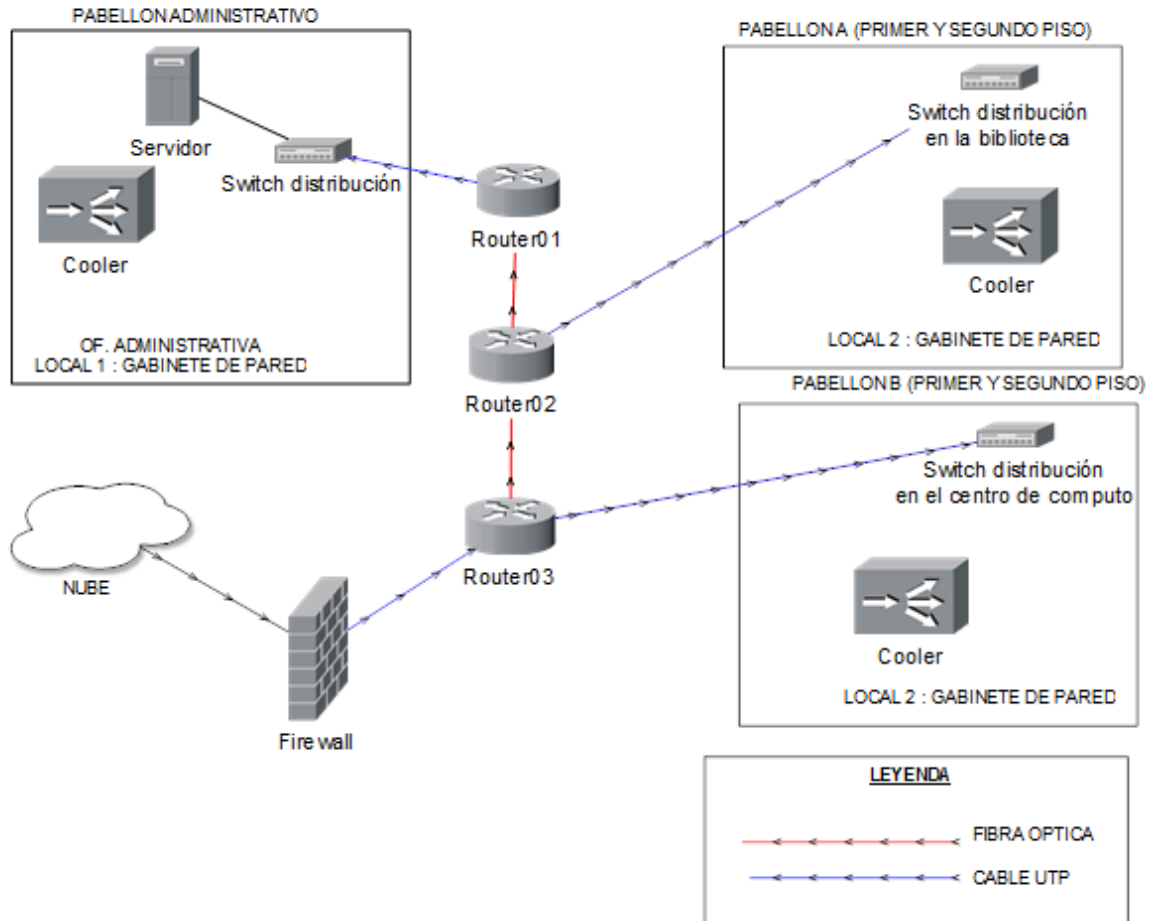 PABELLON ADMINISTRATIVO
Servidor
Switch distribución
Cooler
OF. ADMINISTRATIVA
LOCAL 1 : GABINETE DE PARED
Router01
Router02
Router03
NUBE
Firewall
PABELLON A (PRIMER Y SEGUNDO PISO)
Switch distribución
en la biblioteca
Cooler
LOCAL 2 : GABINETE DE PARED
PABELLON B (PRIMER Y SEGUNDO PISO)
Switch distribución
en el centro de computo
Cooler
LOCAL 2 : GABINETE DE PARED
LEYENDA
FIBRA OPTICA
CABLE UTP